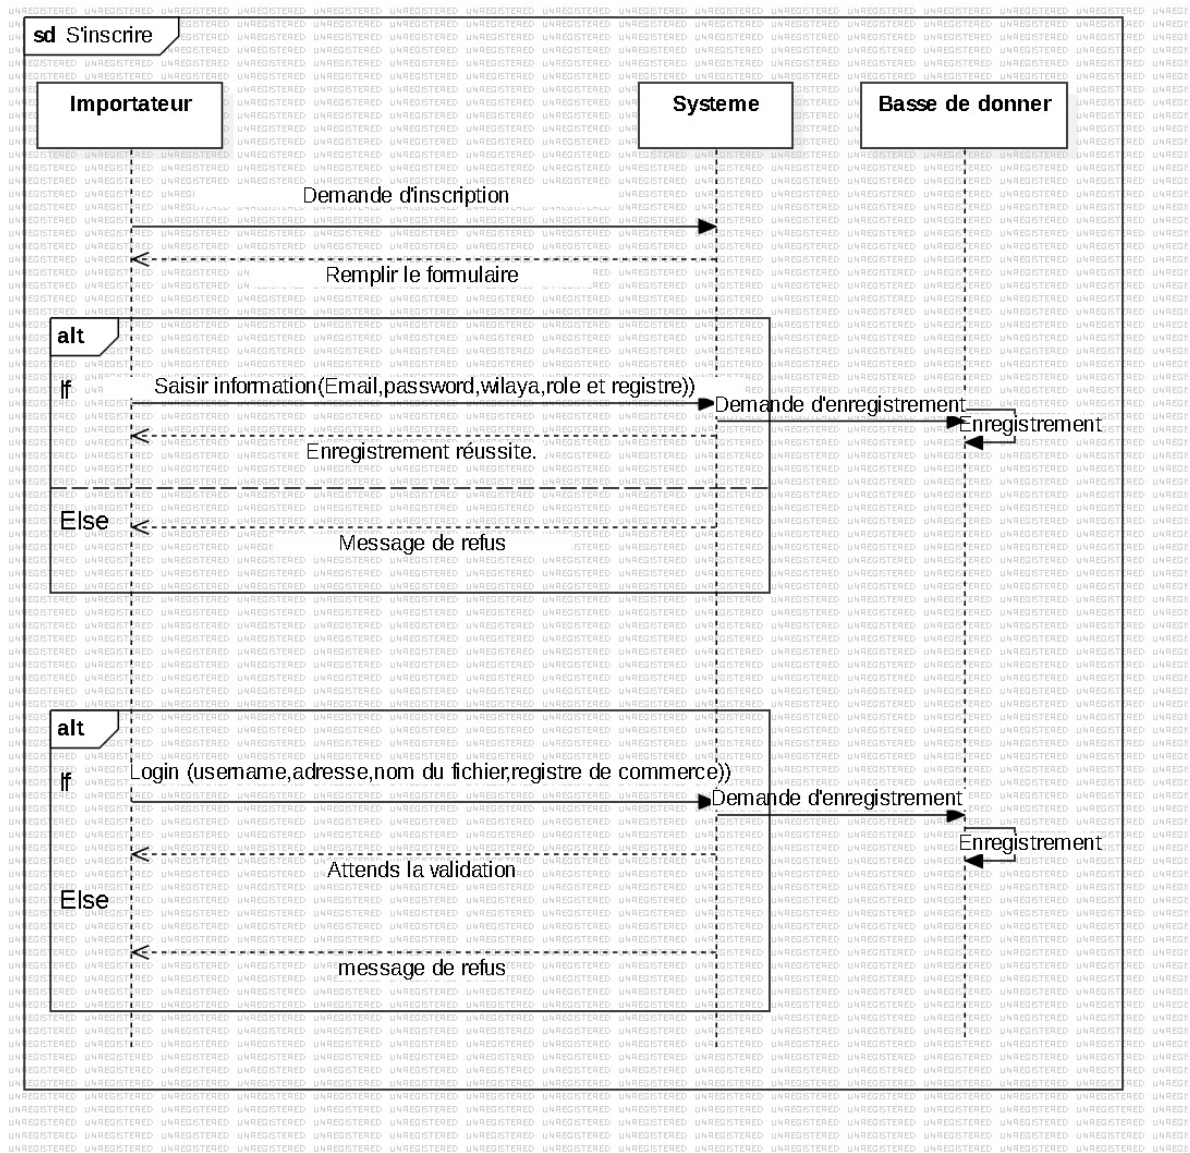 sd S'inscrire
Importateur
Systeme
Basse de donner
Demande d'inscription
Remplir le formulaire
alt
If
Saisir information(Email,password,wilaya,role et registre))
Demande d'enregistrement
Enregistrement
Enregistrement réussite.
Else
Message de refus
alt
If
Login (username,adresse,nom du fichier,registre de commerce))
Demande d'enregistrement
Enregistrement
Attends la validation
Else
message de refus
UNREGISTERED